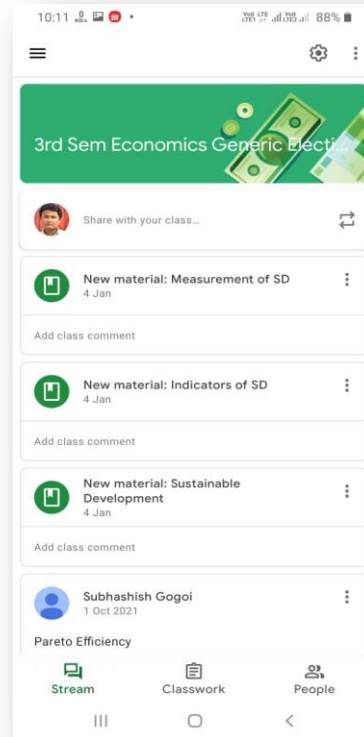 10:11
88%
3rd Sem Economics Generic Electi...
Share with your class...
New material: Measurement of SD
4 Jan
Add class comment
New material: Indicators of SD
4 Jan
Add class comment
New material: Sustainable
Development
4 Jan
Add class comment
Subhashish Gogoi
1 Oct 2021
Pareto Efficiency
Stream Classwork People